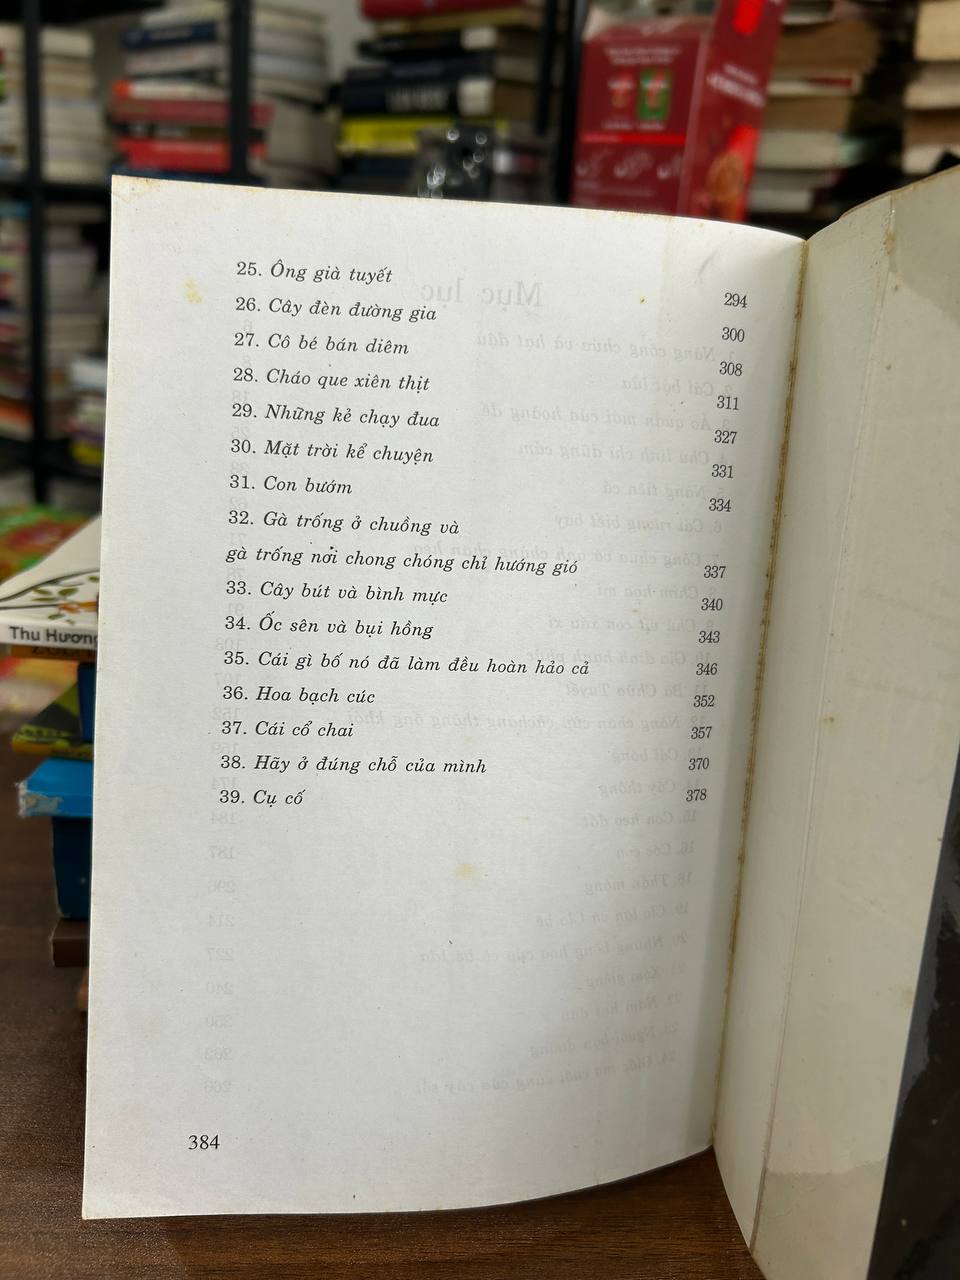 25. Ông già tuyết 294
26. Cây đèn đường gia 300
27. Cô bé bán diêm 308
28. Cháo que xiên thịt 311
29. Những kẻ chạy đua 327
30. Mặt trời kể chuyện 331
31. Con bướm 334
32. Gà trống ở chuồng và
gà trống nơi chong chóng chỉ hướng gió 337
33. Cây bút và bình mực 340
34. Ốc sên và bụi hồng 343
35. Cái gì bố nó đã làm đều hoàn hảo cả 346
36. Hoa bạch cúc 352
37. Cái cổ chai 357
38. Hãy ở đúng chỗ của mình 370
39. Cụ cố 378
384
Thu Hương